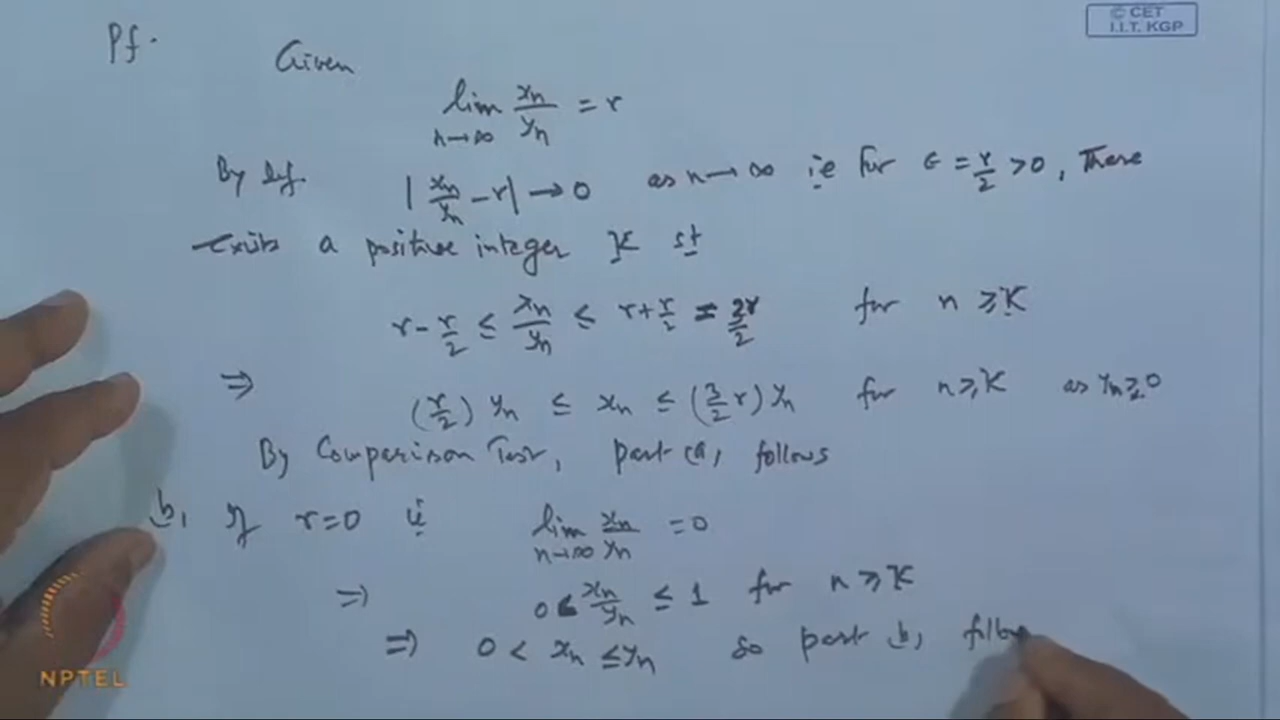 © CET
I.I.T. KGP
Pf.
Given
lim n→∞ xn/yn = r
By def. |xn/yn - r| → 0 as n→∞ ie for ε = r/2 >0, There
exists a positive integer K st
r - r/2 ≤ xn/yn ≤ r + r/2 = 3r/2 for n ≥ K
⇒ (r/2) yn ≤ xn ≤ (3/2 r) yn for n ≥ K as yn ≥ 0
By Comparison Test, part (a) follows
b, If r=0 ie lim n→∞ xn/yn = 0
⇒ 0 < xn/yn ≤ 1 for n ≥ K
⇒ 0 < xn ≤ yn so part b, follo
NPTEL